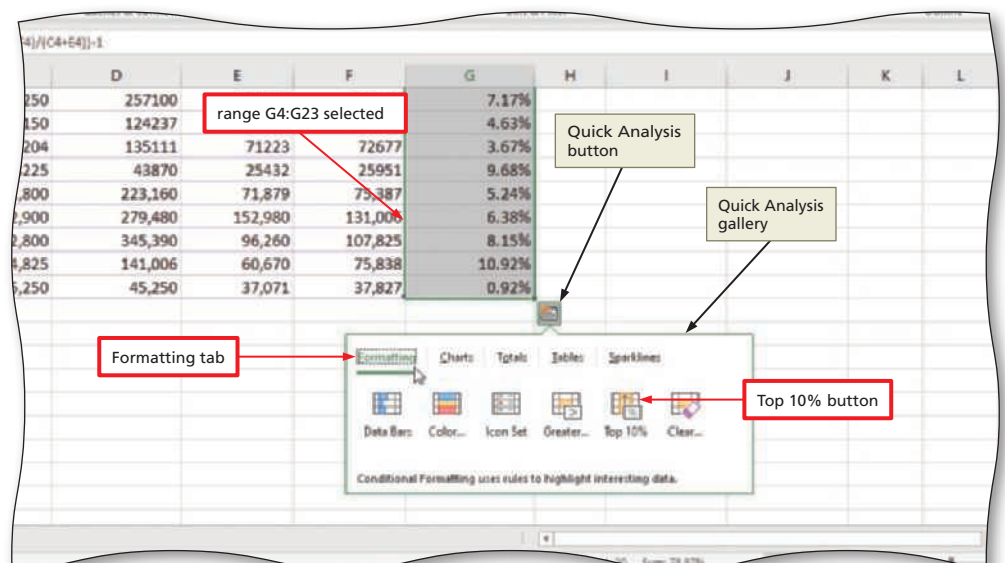 4)/(C4+E4))-1
D E F G H I J K L
250 257100 7.17%
150 124237 4.63%
204 135111 71223 72677 3.67%
225 43870 25432 25951 9.68%
,800 223,160 71,879 75,387 5.24%
2,900 279,480 152,980 131,006 6.38%
2,800 345,390 96,260 107,825 8.15%
4,825 141,006 60,670 75,838 10.92%
5,250 45,250 37,071 37,827 0.92%
range G4:G23 selected
Quick Analysis
button
Quick Analysis
gallery
Formatting tab
Formatting Charts Totals Tables Sparklines
Top 10% button
Data Bars Color... Icon Set Greater... Top 10% Clear...
Conditional Formatting uses rules to highlight interesting data.